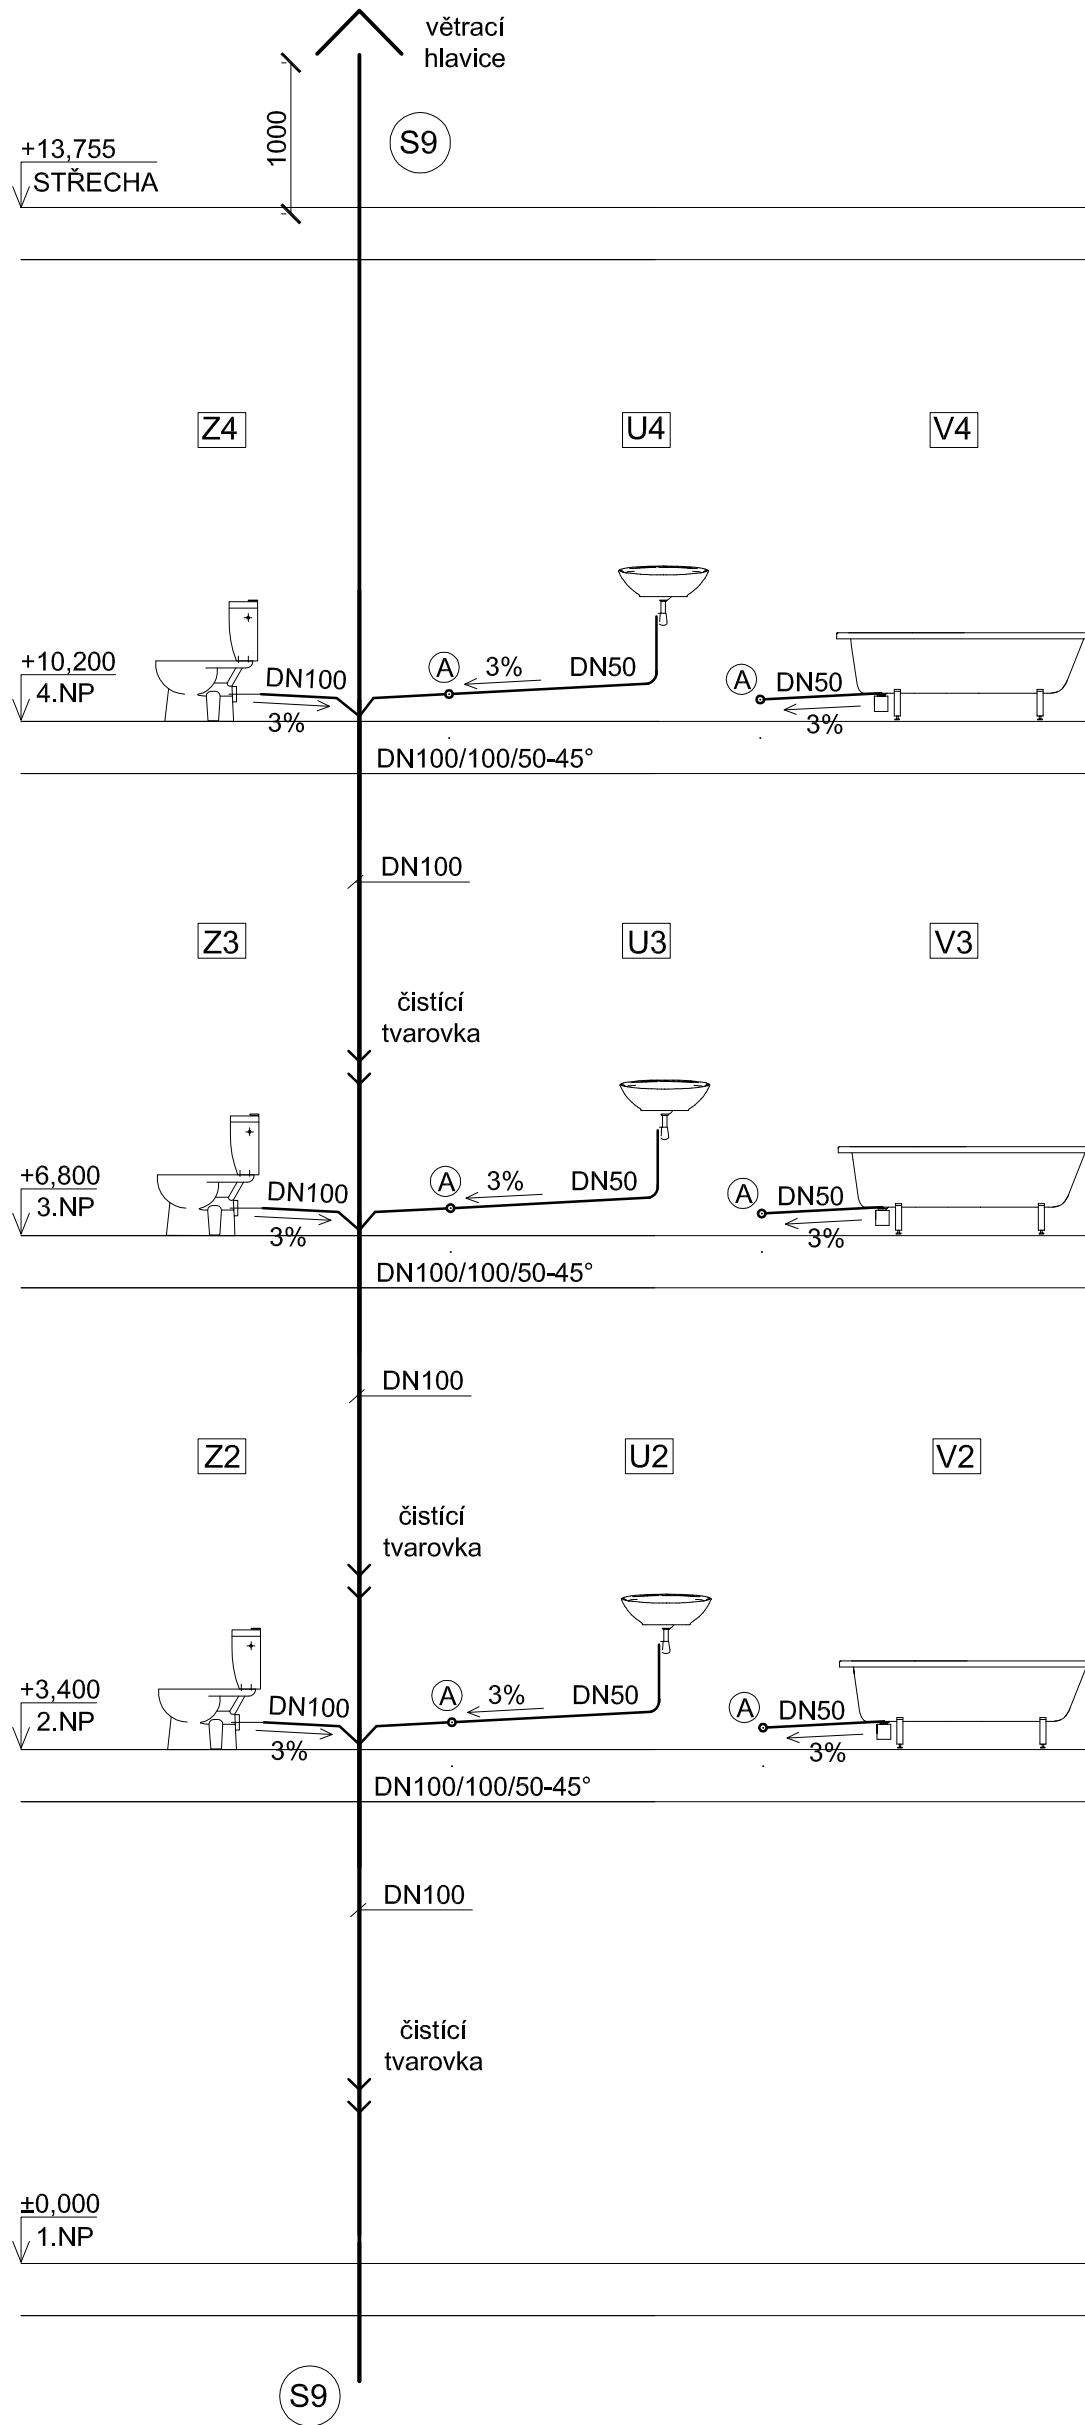 větrací
hlavice
1000
S9
+13,755
STŘECHA
Z4
U4
V4
+10,200
4.NP
DN100
3%
A
3%
DN50
A
DN50
3%
DN100/100/50-45°
DN100
Z3
U3
V3
čistící
tvarovka
+6,800
3.NP
DN100
3%
A
3%
DN50
A
DN50
3%
DN100/100/50-45°
DN100
Z2
U2
V2
čistící
tvarovka
+3,400
2.NP
DN100
3%
A
3%
DN50
A
DN50
3%
DN100/100/50-45°
DN100
čistící
tvarovka
±0,000
1.NP
S9